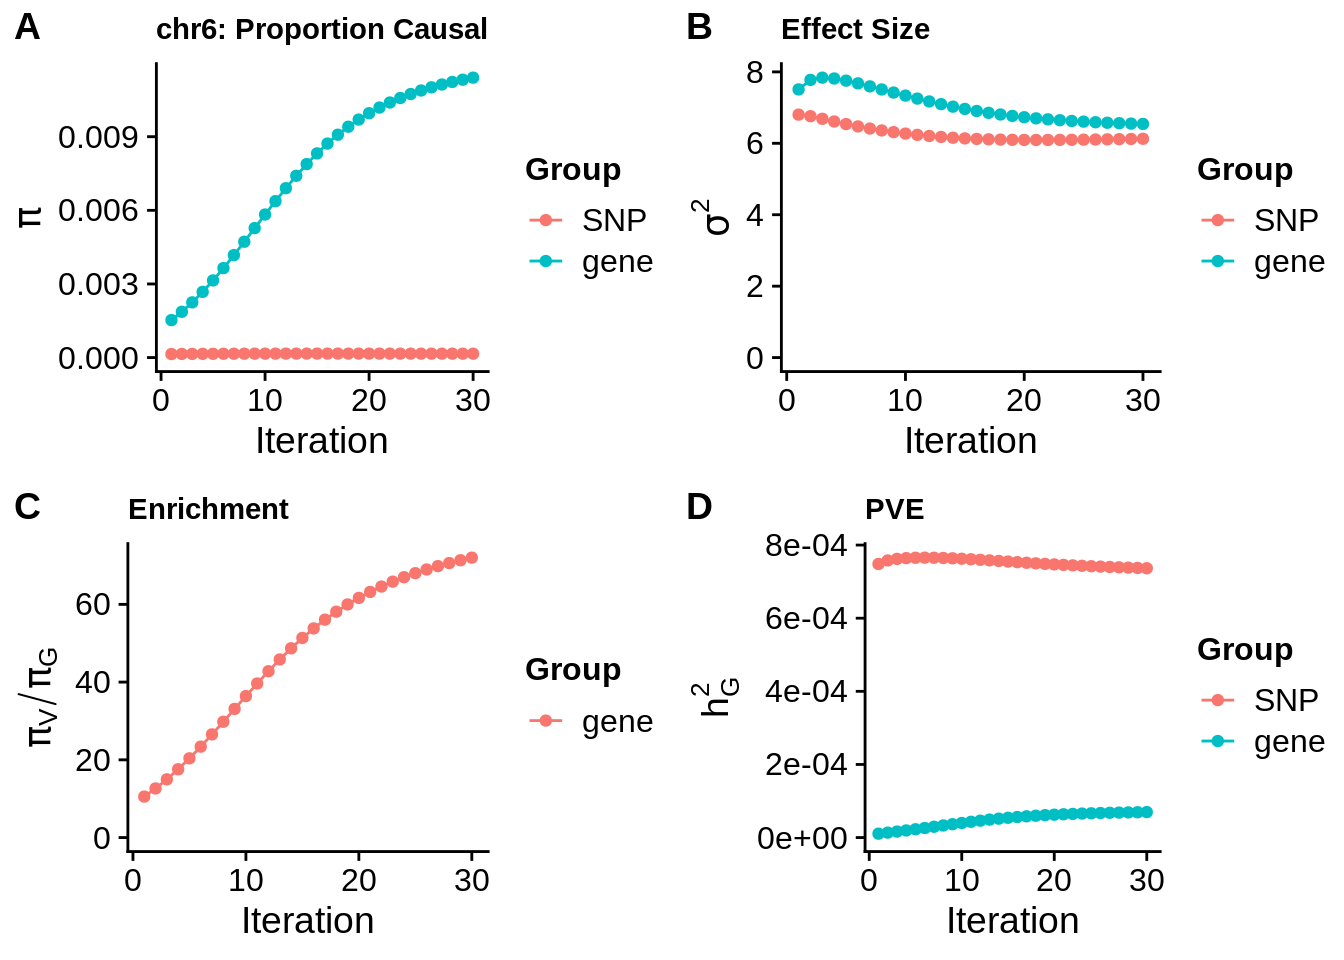 A
chr6: Proportion Causal
π
0.009
0.006
0.003
0.000
0 10 20 30
Iteration
Group
SNP
gene
B
Effect Size
σ²
8
6
4
2
0
0 10 20 30
Iteration
Group
SNP
gene
C
Enrichment
π_V/π_G
60
40
20
0
0 10 20 30
Iteration
Group
gene
D
PVE
h²_G
8e-04
6e-04
4e-04
2e-04
0e+00
0 10 20 30
Iteration
Group
SNP
gene